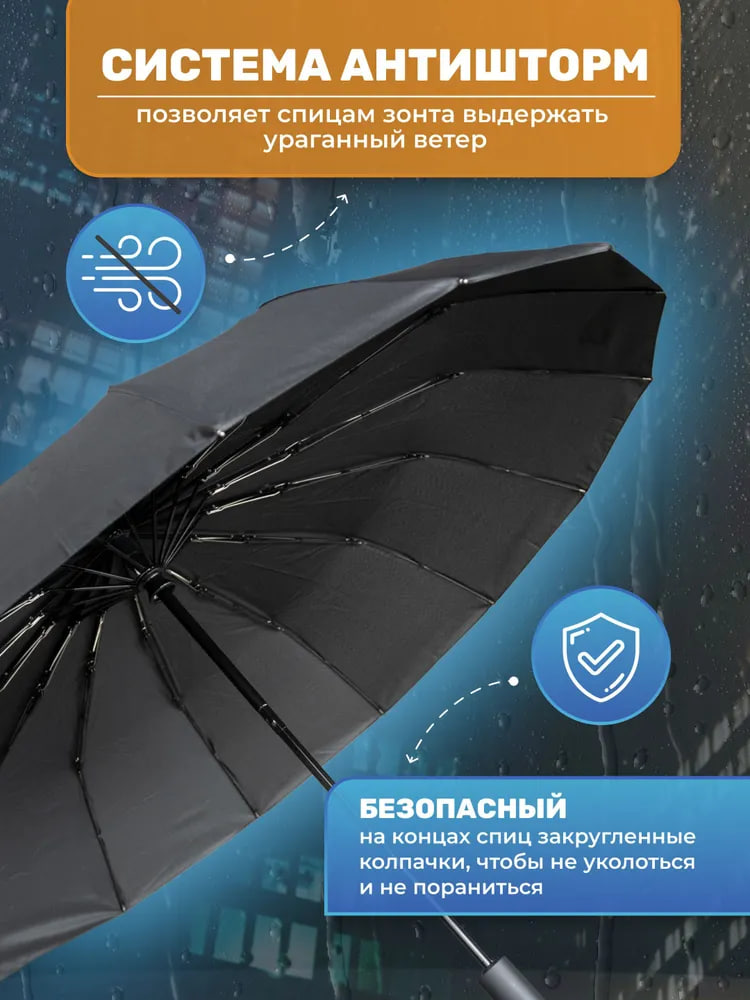 СИСТЕМА АНТИШТОРМ
позволяет спицам зонта выдержать
ураганный ветер
БЕЗОПАСНЫЙ
на концах спиц закругленные
колпачки, чтобы не уколоться
и не пораниться